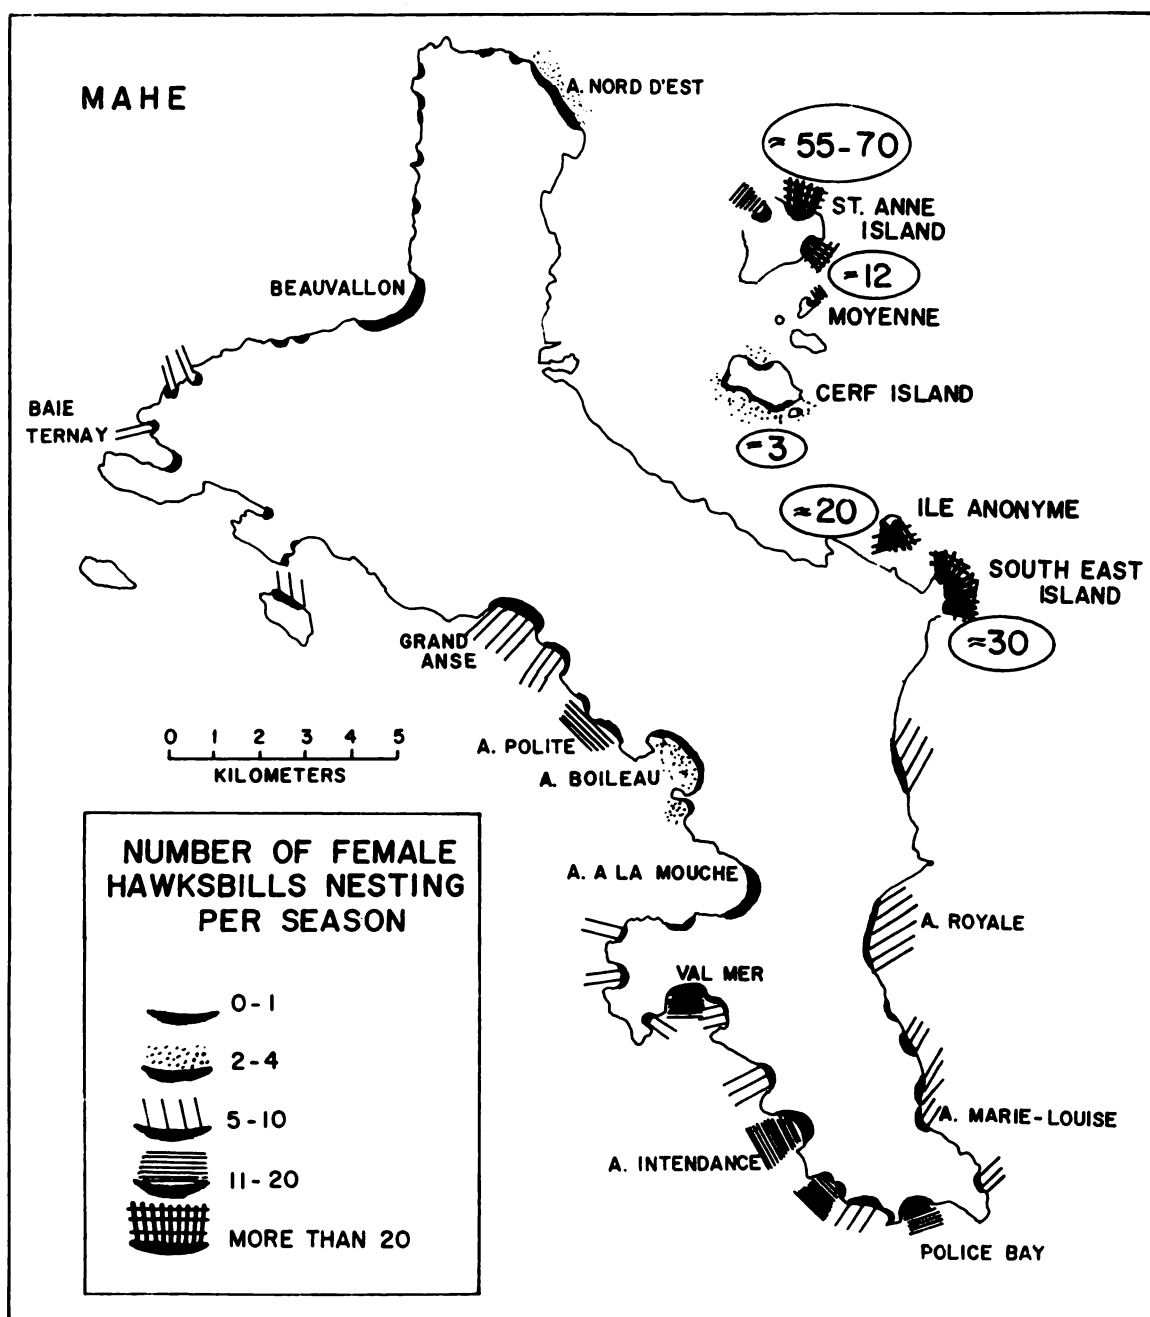 MAHE
A. NORD D'EST
≈ 55-70
ST. ANNE
ISLAND
≈12
MOYENNE
BEAUVALLON
CERF ISLAND
BAIE
TERNAY
≈3
≈20
ILE ANONYME
SOUTH EAST
ISLAND
≈30
GRAND
ANSE
0 1 2 3 4 5
KILOMETERS
A. POLITE
A. BOILEAU
NUMBER OF FEMALE
HAWKSBILLS NESTING
PER SEASON
0-1
2-4
5-10
11-20
MORE THAN 20
A. A LA MOUCHE
A. ROYALE
VAL MER
A. MARIE-LOUISE
A. INTENDANCE
POLICE BAY